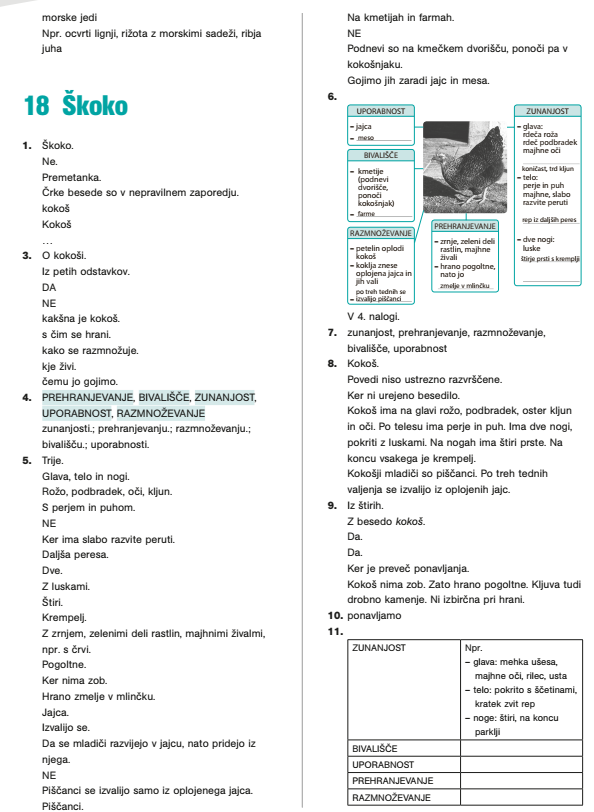 morske jedi
Npr. ocvrti lignji, rižota z morskimi sadeži, ribja
juha
18 Škoko
1. Škoko.
Ne.
Premetanka.
Črke besede so v nepravilnem zaporedju.
kokoš
Kokoš
...
3. O kokoši.
Iz petih odstavkov.
DA
NE
kakšna je kokoš.
s čim se hrani.
kako se razmnožuje.
kje živi.
čemu jo gojimo.
4. PREHRANJEVANJE, BIVALIŠČE, ZUNANJOST,
UPORABNOST, RAZMNOŽEVANJE
zunanjosti.; prehranjevanju.; razmnoževanju.;
bivališču.; uporabnosti.
5. Trije.
Glava, telo in nogi.
Rožo, podbradek, oči, kljun.
S perjem in puhom.
NE
Ker ima slabo razvite peruti.
Daljša peresa.
Dve.
Z luskami.
Štiri.
Krempelj.
Z zrnjem, zelenimi deli rastlin, majhnimi živalmi,
npr. s črvi.
Pogoltne.
Ker nima zob.
Hrano zmelje v mlinčku.
Jajca.
Izvalijo se.
Da se mladiči razvijejo v jajcu, nato pridejo iz
njega.
NE
Piščanci se izvalijo samo iz oplojenega jajca.
Piščanci.
Na kmetijah in farmah.
NE
Podnevi so na kmečkem dvorišču, ponoči pa v
kokošnjaku.
Gojimo jih zaradi jajc in mesa.
6.
UPORABNOST
– jajca
– meso
BIVALIŠČE
– kmetije
(podnevi
dvorišče,
ponoči
kokošnjak)
– farme
RAZMNOŽEVANJE
– petelin oplodi
kokoš
– koklja znese
oplojena jajca in
jih vali
po treh tednih se
– izvalijo piščanci
PREHRANJEVANJE
– zrnje, zeleni deli
rastlin, majhne
živali
– hrano pogoltne,
nato jo
zmelje v mlinčku
ZUNANJOST
– glava:
rdeča roža
rdeč podbradek
majhne oči
koničast, trd kljun
– telo:
perje in puh
majhne, slabo
razvite peruti
rep iz daljših peres
– dve nogi:
luske
štirje prsti s kremplji
V 4. nalogi.
7. zunanjost, prehranjevanje, razmnoževanje,
bivališče, uporabnost
8. Kokoš.
Povedi niso ustrezno razvrščene.
Ker ni urejeno besedilo.
Kokoš ima na glavi rožo, podbradek, oster kljun
in oči. Po telesu ima perje in puh. Ima dve nogi,
pokriti z luskami. Na nogah ima štiri prste. Na
koncu vsakega je krempelj.
Kokošji mladiči so piščanci. Po treh tednih
valjenja se izvalijo iz oplojenih jajc.
9. Iz štirih.
Z besedo kokoš.
Da.
Da.
Ker je preveč ponavljanja.
Kokoš nima zob. Zato hrano pogoltne. Kljuva tudi
drobno kamenje. Ni izbirčna pri hrani.
10. ponavljamo
11.
ZUNANJOST
Npr.
– glava: mehka ušesa,
majhne oči, rilec, usta
– telo: pokrito s ščetinami,
kratek zvit rep
– noge: štiri, na koncu
parklji
BIVALIŠČE
UPORABNOST
PREHRANJEVANJE
RAZMNOŽEVANJE